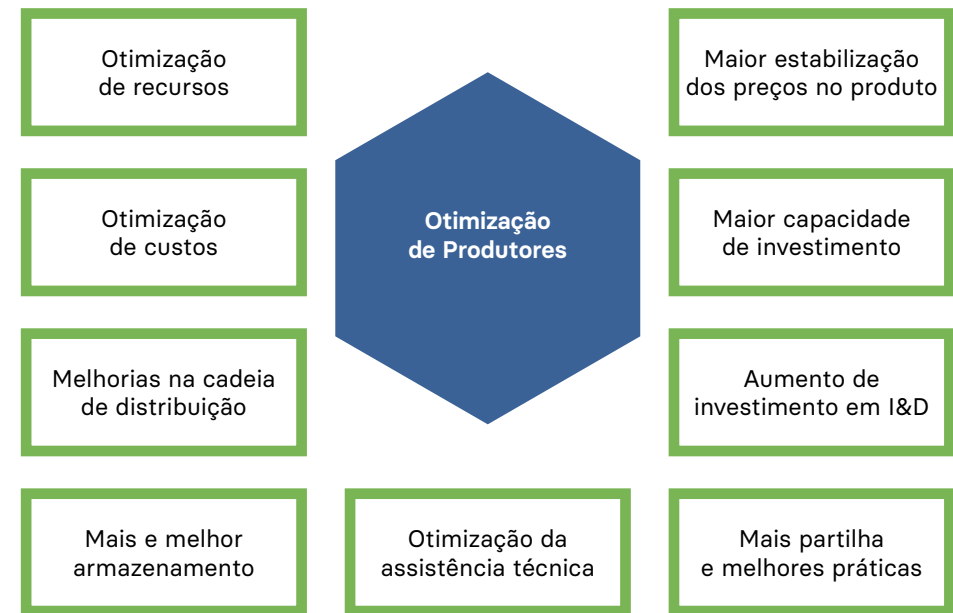 Otimização
de recursos
Maior estabilização
dos preços no produto
Otimização
de custos
Otimização
de Produtores
Maior capacidade
de investimento
Melhorias na cadeia
de distribuição
Aumento de
investimento em I&D
Mais e melhor
armazenamento
Otimização da
assistência técnica
Mais partilha
e melhores práticas